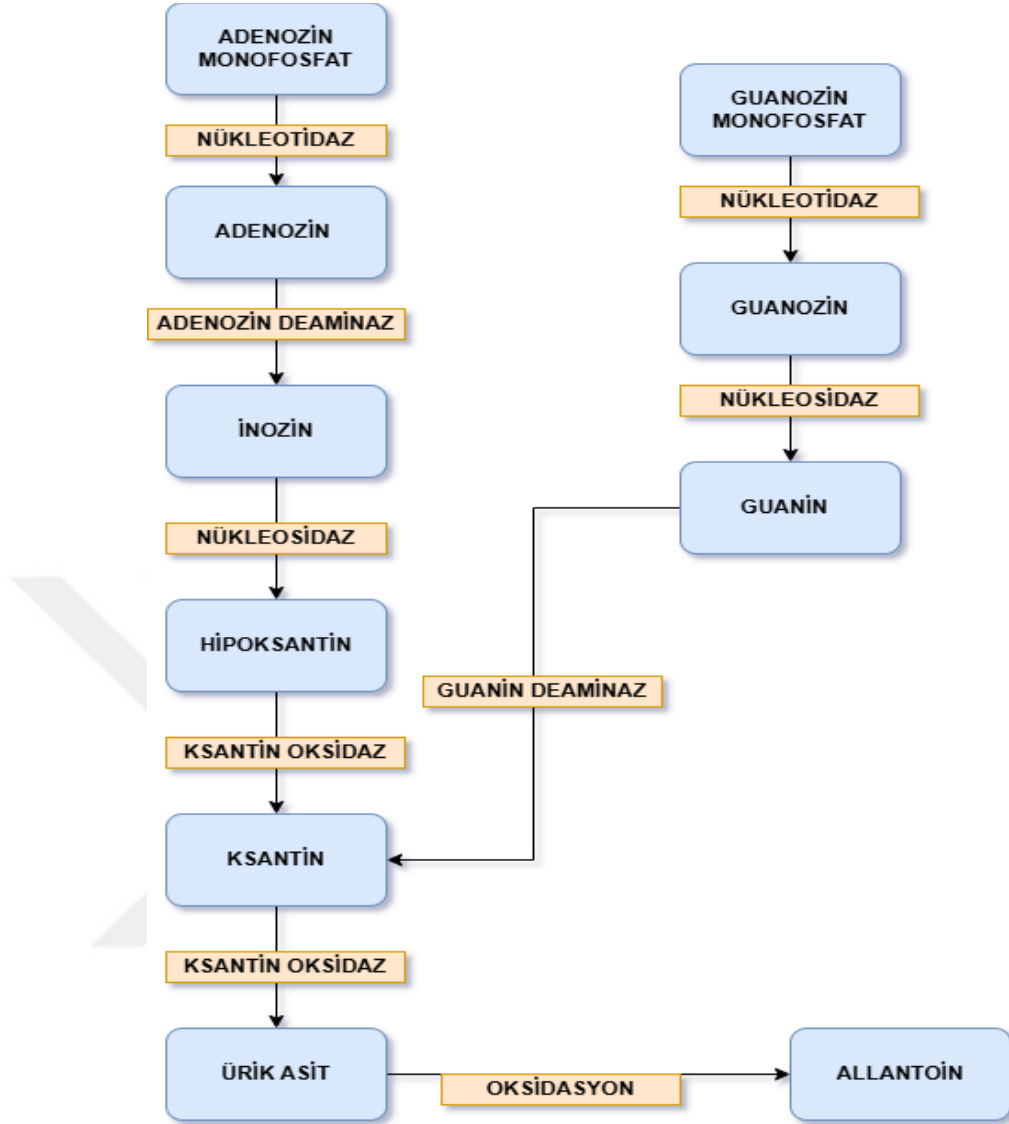 ADENOZİN
MONOFOSFAT
NÜKLEOTİDAZ
ADENOZİN
ADENOZİN DEAMİNAZ
İNOZİN
NÜKLEOSİDAZ
HİPOKSANTİN
KSANTİN OKSİDAZ
KSANTİN
KSANTİN OKSİDAZ
ÜRİK ASİT
GUANOZİN
MONOFOSFAT
NÜKLEOTİDAZ
GUANOZİN
NÜKLEOSİDAZ
GUANİN
GUANİN DEAMİNAZ
OKSİDASYON
ALLANTOİN